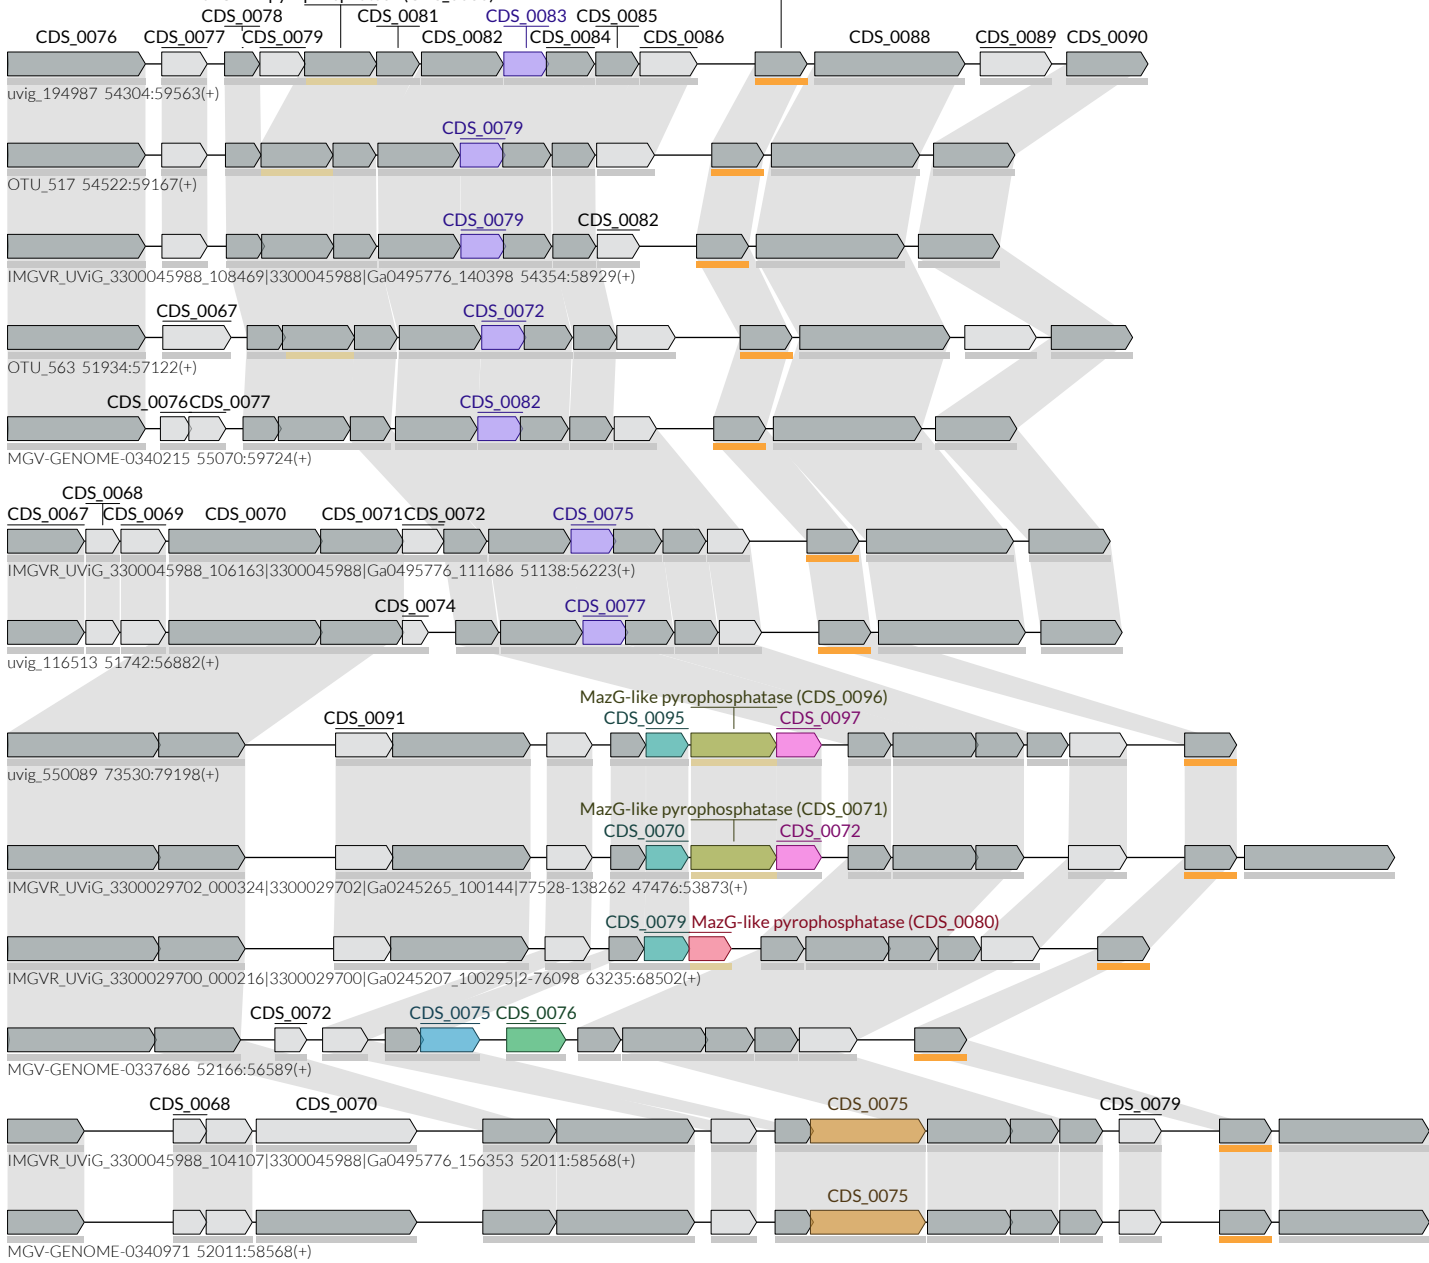 CDS_0078 CDS_0081 CDS_0083 CDS_0085
CDS_0076 CDS_0077 CDS_0079 CDS_0082 CDS_0084 CDS_0086 CDS_0088 CDS_0089 CDS_0090
uvig_194987 54304:59563(+)
CDS_0079
OTU_517 54522:59167(+)
CDS_0079 CDS_0082
IMGVR_UViG_3300045988_108469|3300045988|Ga0495776_140398 54354:58929(+)
CDS_0067 CDS_0072
OTU_563 51934:57122(+)
CDS_0076 CDS_0077 CDS_0082
MGV-GENOME-0340215 55070:59724(+)
CDS_0068
CDS_0067 CDS_0069 CDS_0070 CDS_0071 CDS_0072 CDS_0075
IMGVR_UViG_3300045988_106163|3300045988|Ga0495776_111686 51138:56223(+)
CDS_0074 CDS_0077
uvig_116513 51742:56882(+)
MazG-like pyrophosphatase (CDS_0096)
CDS_0091 CDS_0095 CDS_0097
uvig_550089 73530:79198(+)
MazG-like pyrophosphatase (CDS_0071)
CDS_0070 CDS_0072
IMGVR_UViG_3300029702_000324|3300029702|Ga0245265_100144|77528-138262 47476:53873(+)
CDS_0079 MazG-like pyrophosphatase (CDS_0080)
IMGVR_UViG_3300029700_000216|3300029700|Ga0245207_100295|2-76098 63235:68502(+)
CDS_0072 CDS_0075 CDS_0076
MGV-GENOME-0337686 52166:56589(+)
CDS_0068 CDS_0070 CDS_0075 CDS_0079
IMGVR_UViG_3300045988_104107|3300045988|Ga0495776_156353 52011:58568(+)
CDS_0075
MGV-GENOME-0340971 52011:58568(+)